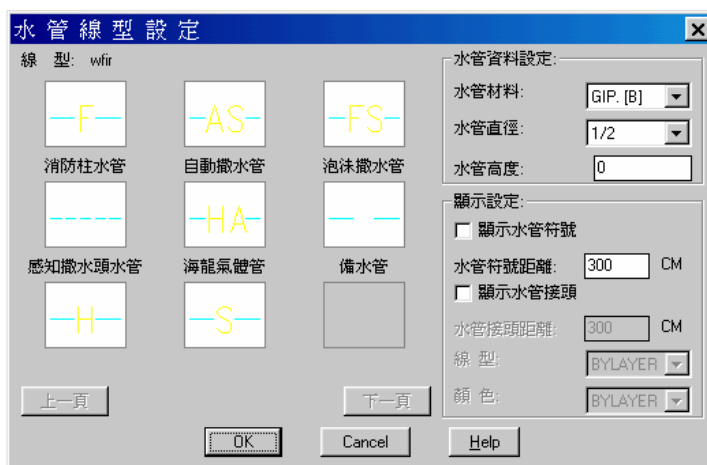 水管線型設定
線 型: wfir
F
AS
FS
消防柱水管
自動撒水管
泡沫撒水管
HA
感知撒水頭水管
海龍氣體管
備水管
H
S
上一頁
下一頁
水管資料設定:
水管材料:
GIP. [B]
水管直徑:
1/2
水管高度:
0
顯示設定:
顯示水管符號
水管符號距離:
300
CM
顯示水管接頭
水管接頭距離:
300
CM
線 型:
BYLAYER
顏 色:
BYLAYER
OK
Cancel
Help